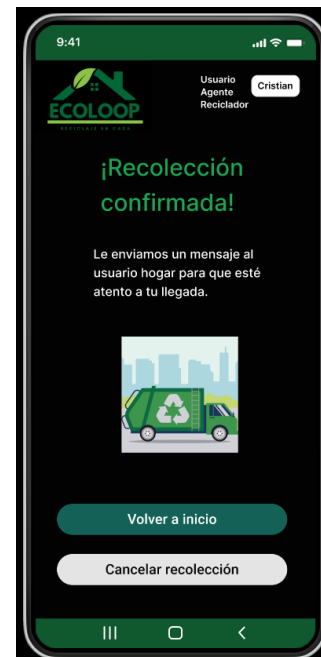 9:41
Usuario
Agente
Reciclador
Cristian
ECOLOOP
RECICLAJE EN CASA
¡Recolección
confirmada!
Le enviamos un mensaje al
usuario hogar para que esté
atento a tu llegada.
Volver a inicio
Cancelar recolección